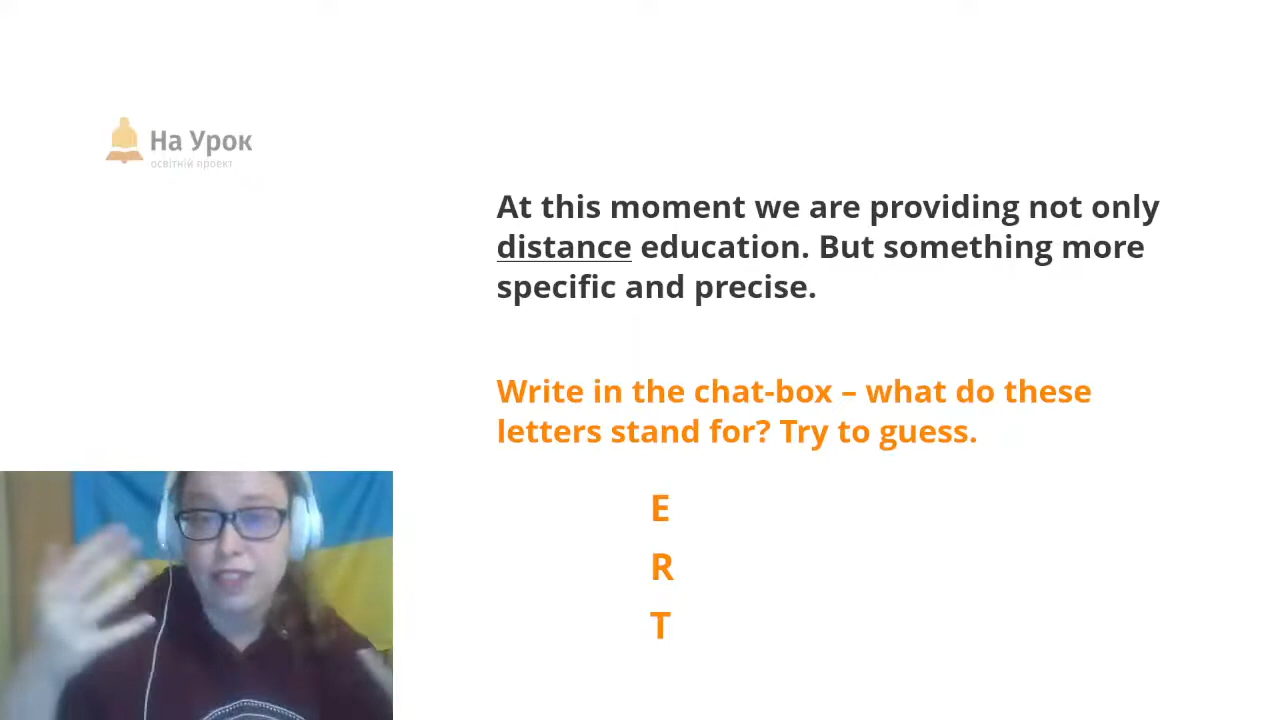 На Урок
освітній проект
At this moment we are providing not only
distance education. But something more
specific and precise.
Write in the chat-box – what do these
letters stand for? Try to guess.
E
R
T